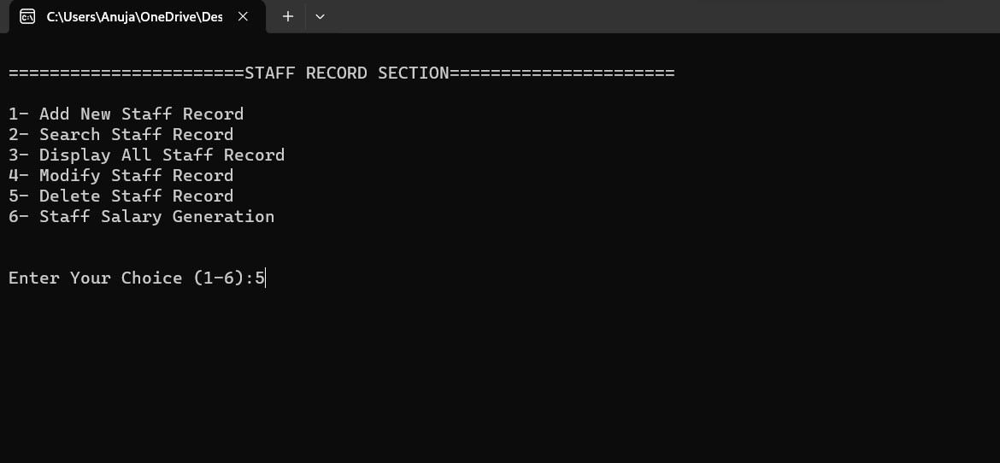 C:\Users\Anuja\OneDrive\Des
=======================STAFF RECORD SECTION======================
1- Add New Staff Record
2- Search Staff Record
3- Display All Staff Record
4- Modify Staff Record
5- Delete Staff Record
6- Staff Salary Generation
Enter Your Choice (1-6):5